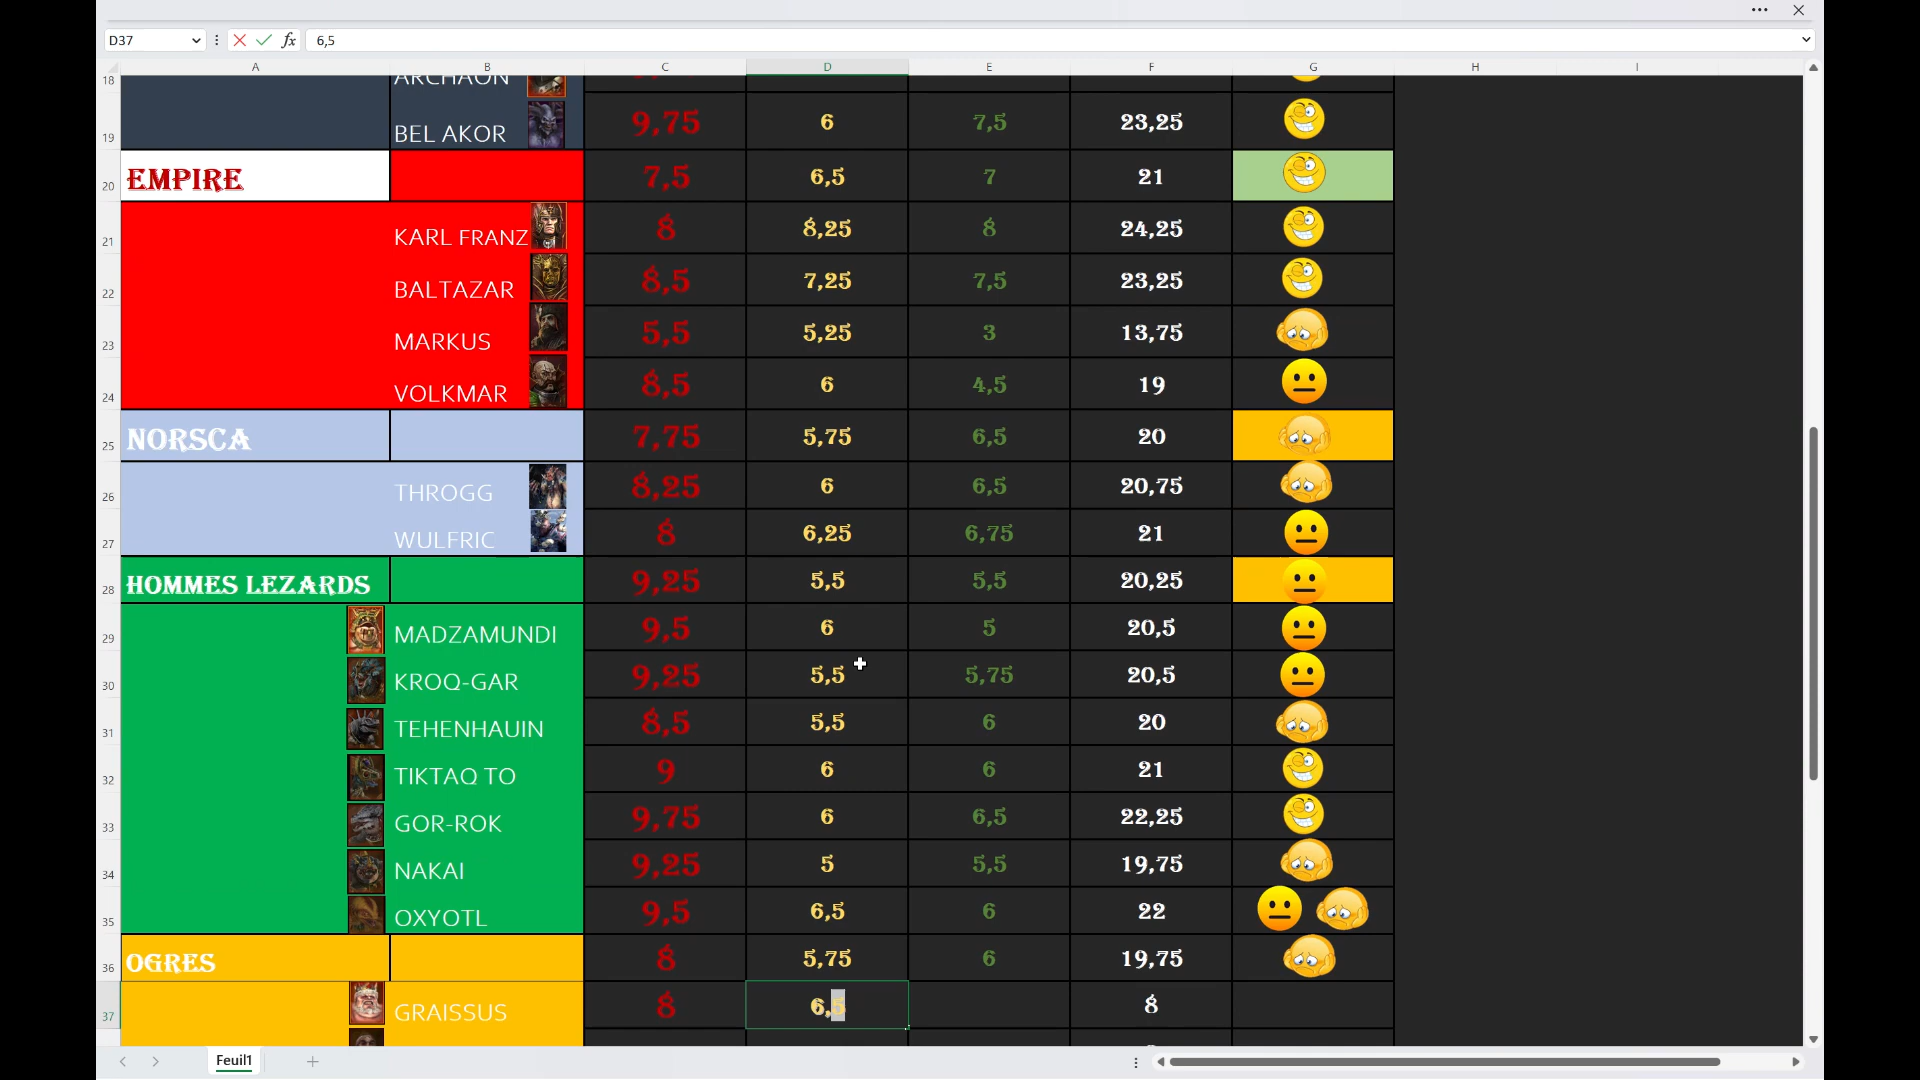 D37 fx 6,5
A B C D E F G H I
18 ARCHAON
19 BEL AKOR 9,75 6 7,5 23,25
20 EMPIRE 7,5 6,5 7 21
21 KARL FRANZ 8 8,25 8 24,25
22 BALTAZAR 8,5 7,25 7,5 23,25
23 MARKUS 5,5 5,25 3 13,75
24 VOLKMAR 8,5 6 4,5 19
25 NORSCA 7,75 5,75 6,5 20
26 THROGG 8,25 6 6,5 20,75
27 WULFRIC 8 6,25 6,75 21
28 HOMMES LEZARDS 9,25 5,5 5,5 20,25
29 MADZAMUNDI 9,5 6 5 20,5
30 KROQ-GAR 9,25 5,5 5,75 20,5
31 TEHENHAUIN 8,5 5,5 6 20
32 TIKTAQ TO 9 6 6 21
33 GOR-ROK 9,75 6 6,5 22,25
34 NAKAI 9,25 5 5,5 19,75
35 OXYOTL 9,5 6,5 6 22
36 OGRES 8 5,75 6 19,75
37 GRAISSUS 8 6,5 8
Feuil1